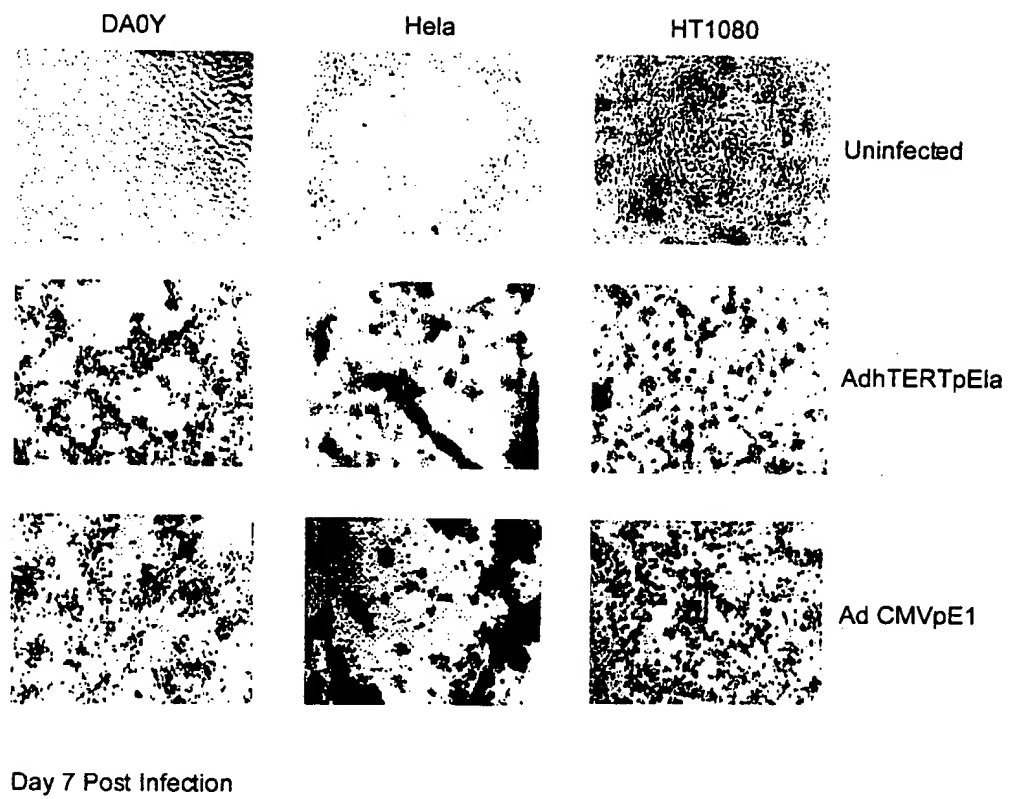 DA0Y Hela HT1080
Uninfected
AdhTERTpEla
Ad CMVpE1
Day 7 Post Infection